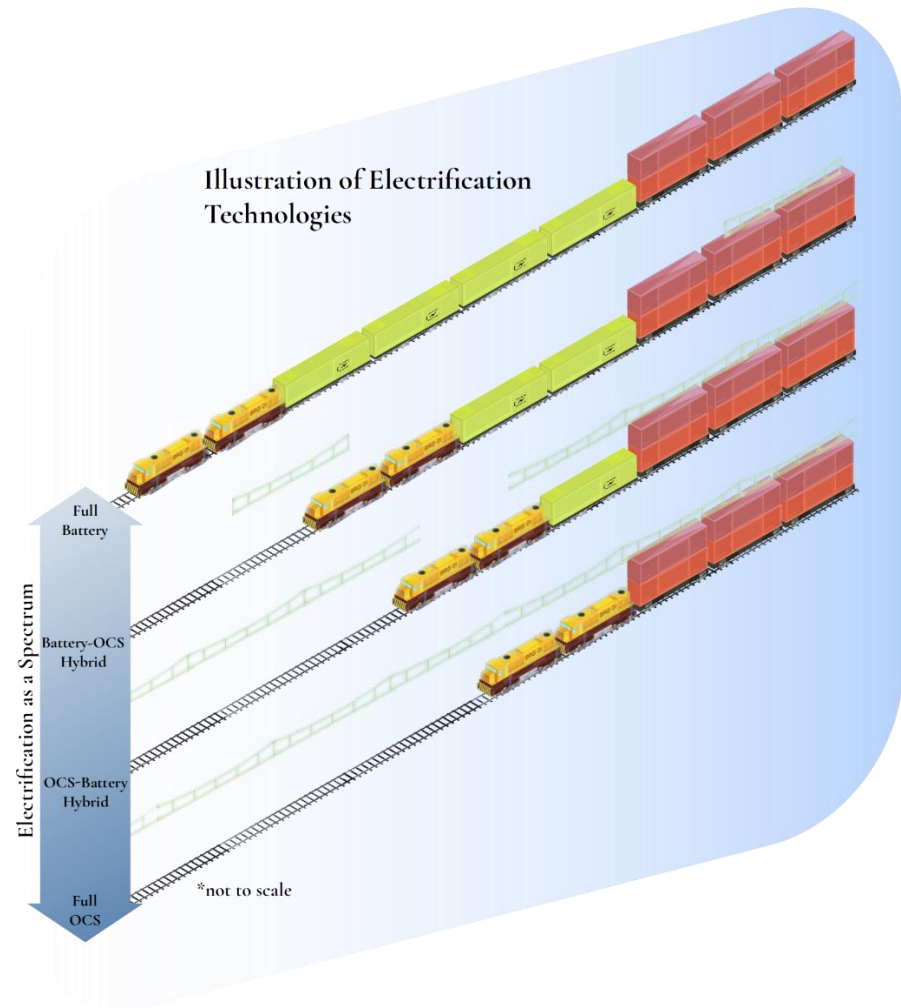 Illustration of Electrification
Technologies
Electrification as a Spectrum
Full
Battery
Battery-OCS
Hybrid
OCS-Battery
Hybrid
Full
OCS
*not to scale